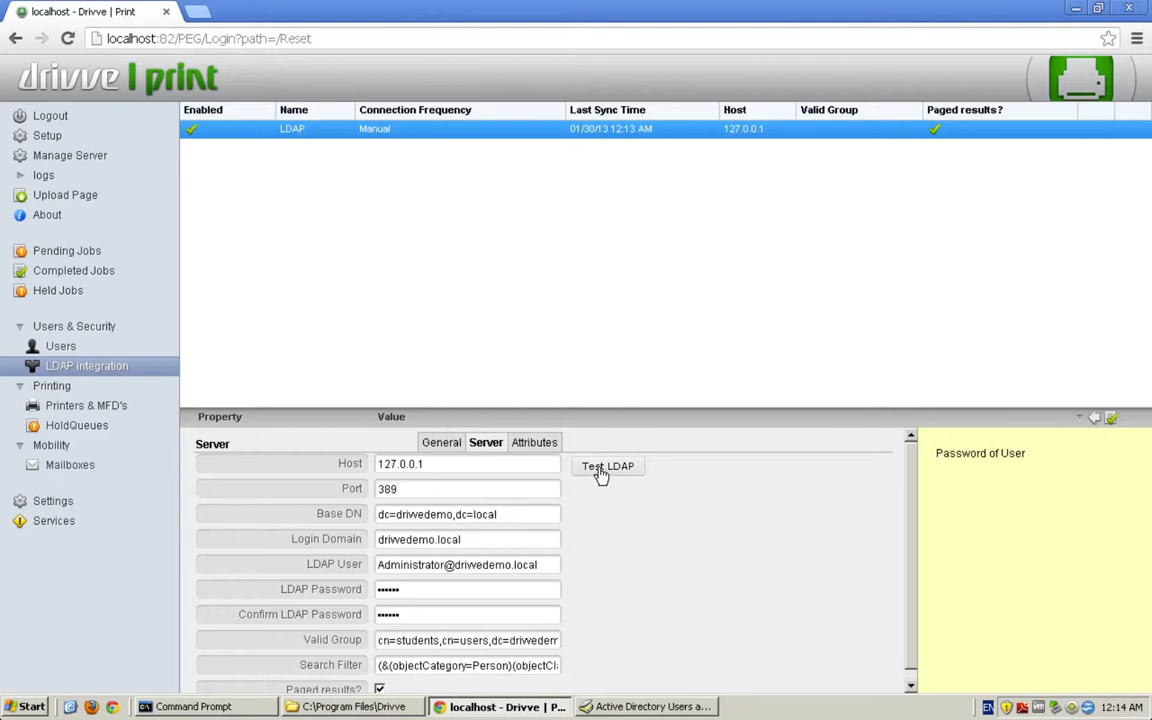 localhost - Drivve | Print
localhost:82/PEG/Login?path=/Reset
drivve | print
Logout
Setup
Manage Server
logs
Upload Page
About
Pending Jobs
Completed Jobs
Held Jobs
Users & Security
Users
LDAP integration
Printing
Printers & MFD's
HoldQueues
Mobility
Mailboxes
Settings
Services
Enabled Name Connection Frequency Last Sync Time Host Valid Group Paged results?
LDAP Manual 01/30/13 12:13 AM 127.0.0.1
Property Value
Server General Server Attributes
Host 127.0.0.1 Test LDAP
Port 389
Base DN dc=drivvedemo,dc=local
Login Domain drivvedemo.local
LDAP User Administrator@drivvedemo.local
LDAP Password ••••••
Confirm LDAP Password ••••••
Valid Group cn=students,cn=users,dc=drivvedem
Search Filter (&(objectCategory=Person)(objectCl
Paged results?
Password of User
Start Command Prompt C:\Program Files\Drivve localhost - Drivve | P... Active Directory Users a... EN 12:14 AM